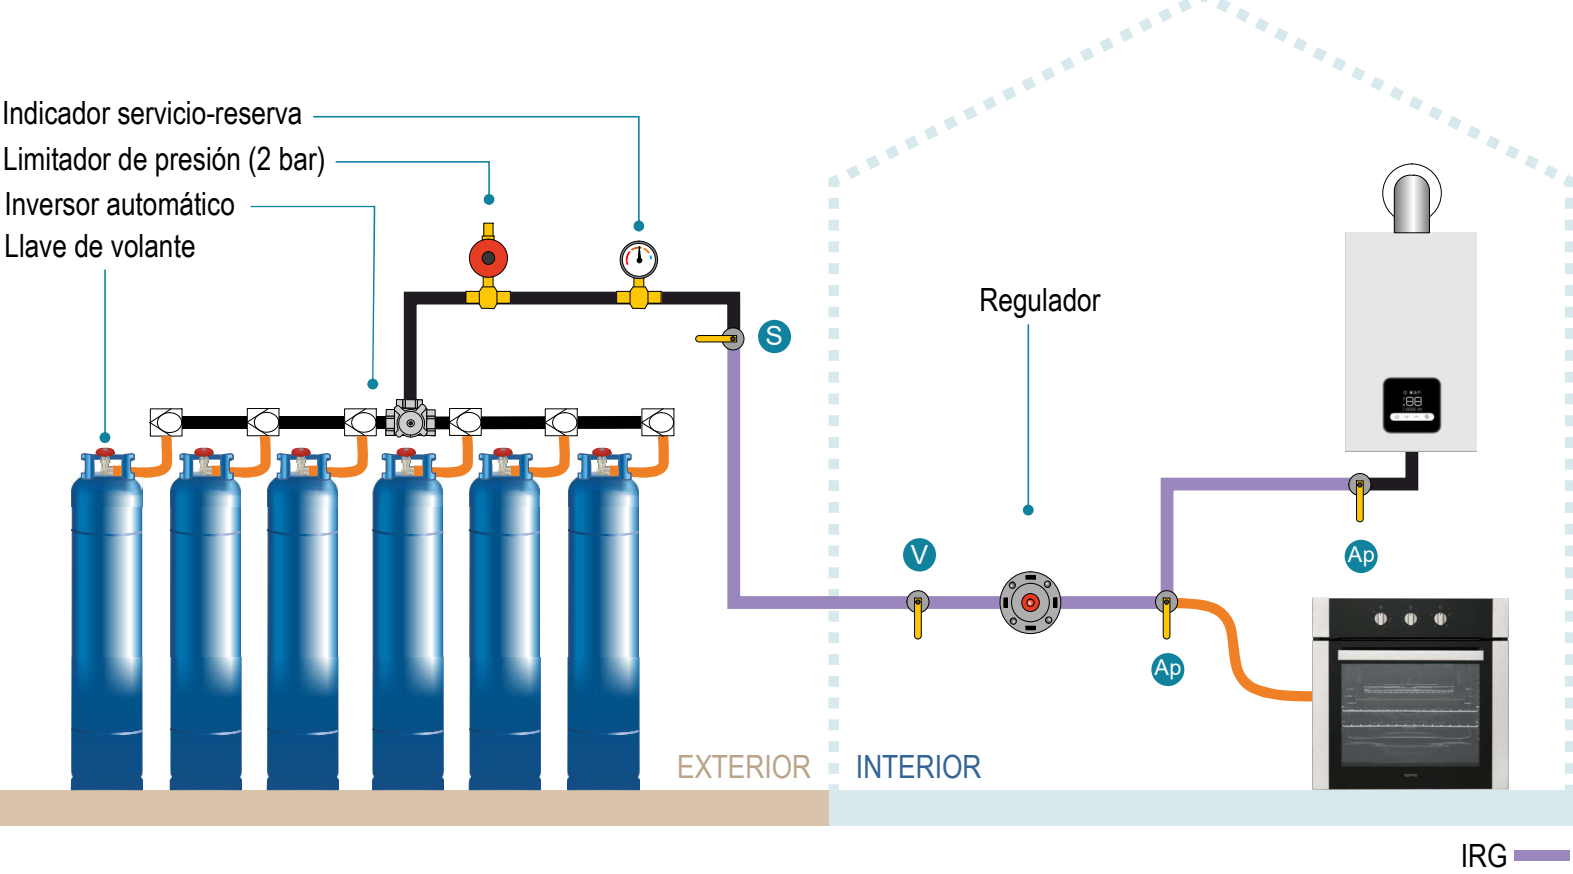 Indicador servicio-reserva
Limitador de presión (2 bar)
Inversor automático
Llave de volante
S
Regulador
V
Ap
Ap
EXTERIOR
INTERIOR
IRG